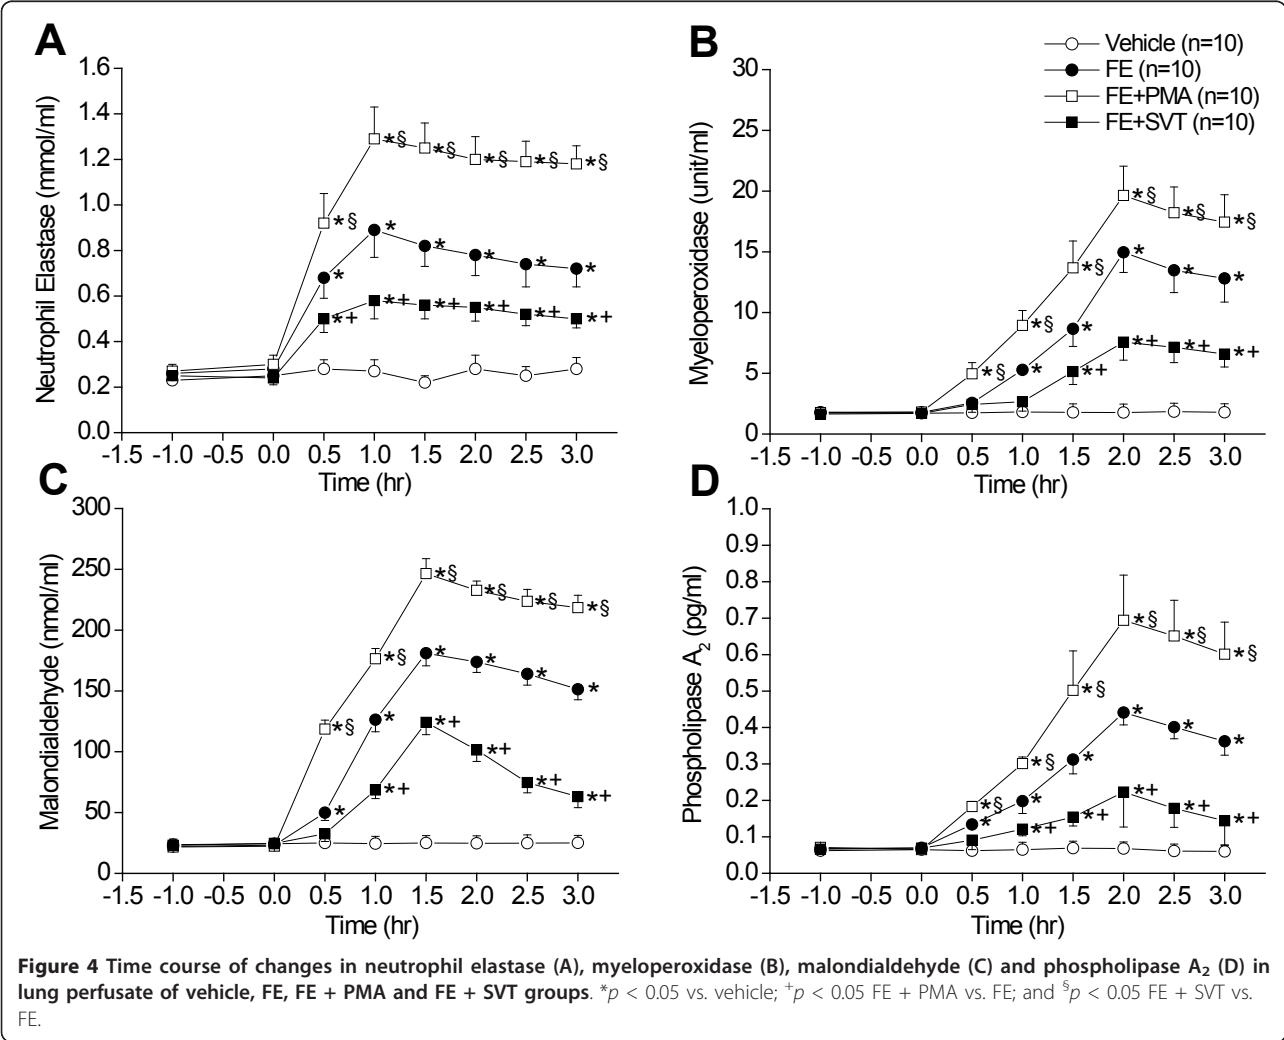 A
Neutrophil Elastase (mmol/ml)
1.6
1.4
1.2
1.0
0.8
0.6
0.4
0.2
0.0
*§ *§ *§ *§ *§ *§
* * * * * *
*+ *+ *+ *+ *+ *+
-1.5 -1.0 -0.5 0.0 0.5 1.0 1.5 2.0 2.5 3.0
Time (hr)
B
Vehicle (n=10)
FE (n=10)
FE+PMA (n=10)
FE+SVT (n=10)
Myeloperoxidase (unit/ml)
30
25
20
15
10
5
0
*§ *§ *§ *§ *§ *§
* * * * *
*+ *+ *+ *+
-1.5 -1.0 -0.5 0.0 0.5 1.0 1.5 2.0 2.5 3.0
Time (hr)
C
Malondialdehyde (nmol/ml)
300
250
200
150
100
50
0
*§ *§ *§ *§ *§ *§
* * * * * *
*+ *+ *+ *+ *+
-1.5 -1.0 -0.5 0.0 0.5 1.0 1.5 2.0 2.5 3.0
Time (hr)
D
Phospholipase A2 (pg/ml)
1.0
0.9
0.8
0.7
0.6
0.5
0.4
0.3
0.2
0.1
0.0
*§ *§ *§ *§ *§ *§
* * * * * *
*+ *+ *+ *+ *+
-1.5 -1.0 -0.5 0.0 0.5 1.0 1.5 2.0 2.5 3.0
Time (hr)
Figure 4 Time course of changes in neutrophil elastase (A), myeloperoxidase (B), malondialdehyde (C) and phospholipase A2 (D) in
lung perfusate of vehicle, FE, FE + PMA and FE + SVT groups. *p < 0.05 vs. vehicle; +p < 0.05 FE + PMA vs. FE; and §p < 0.05 FE + SVT vs.
FE.